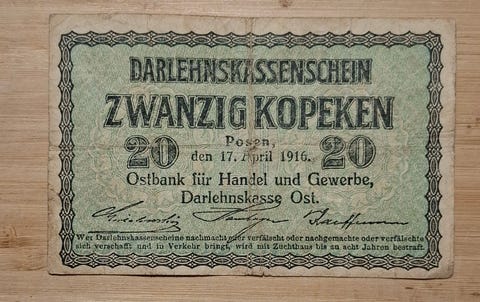 DARLEHNSKASSENSCHEIN
ZWANZIG KOPEKEN
Posen,
20 den 17. April 1916. 20
Ostbank für Handel und Gewerbe,
Darlehnskasse Ost.
Wer Darlehnskassenscheine nachmacht oder verfälscht oder nachgemachte oder verfälschte
sich verschafft und in Verkehr bringt, wird mit Zuchthaus bis zu acht Jahren bestraft.